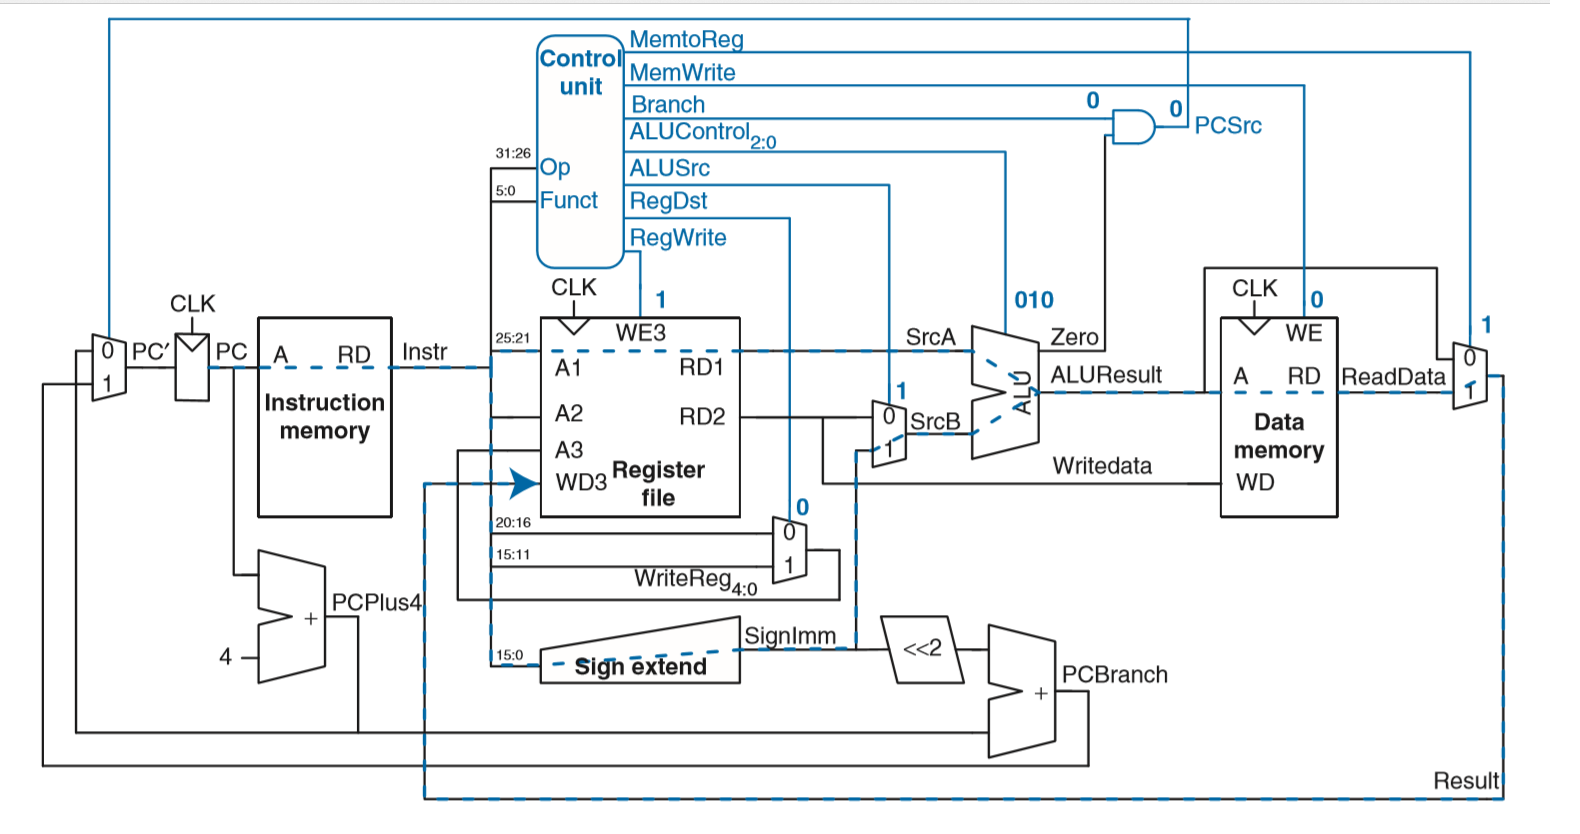 MemtoReg
Control
unit
MemWrite
Branch
0
0
PCSrc
ALUControl2:0
31:26
Op
ALUSrc
5:0
Funct
RegDst
RegWrite
CLK
CLK
CLK
1
010
0
1
25:21
WE3
SrcA
Zero
WE
0
1
PC′
PC
A
RD
Instr
A1
RD1
ALU
ALUResult
A
RD
ReadData
0
1
Instruction
memory
A2
RD2
1
0
1
SrcB
Data
memory
A3
WD3
Register
file
Writedata
WD
20:16
15:11
0
0
1
WriteReg4:0
PCPlus4
+
4
15:0
Sign extend
SignImm
<<2
+
PCBranch
Result